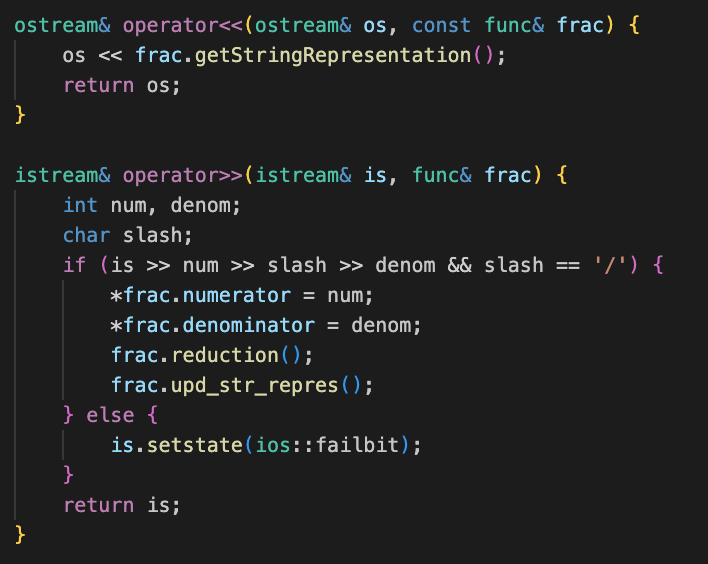 ostream& operator<<(ostream& os, const func& frac) {
    os << frac.getStringRepresentation();
    return os;
}

istream& operator>>(istream& is, func& frac) {
    int num, denom;
    char slash;
    if (is >> num >> slash >> denom && slash == '/') {
        *frac.numerator = num;
        *frac.denominator = denom;
        frac.reduction();
        frac.upd_str_repres();
    } else {
        is.setstate(ios::failbit);
    }
    return is;
}